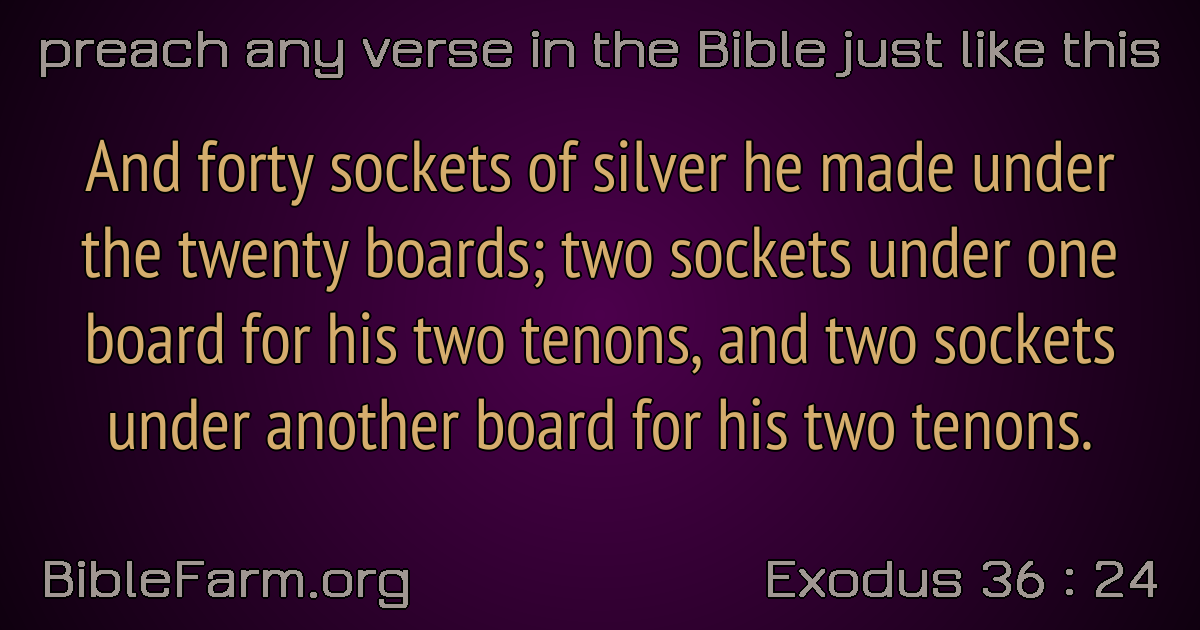 preach any verse in the Bible just like this
And forty sockets of silver he made under
the twenty boards; two sockets under one
board for his two tenons, and two sockets
under another board for his two tenons.
BibleFarm.org
Exodus 36 : 24